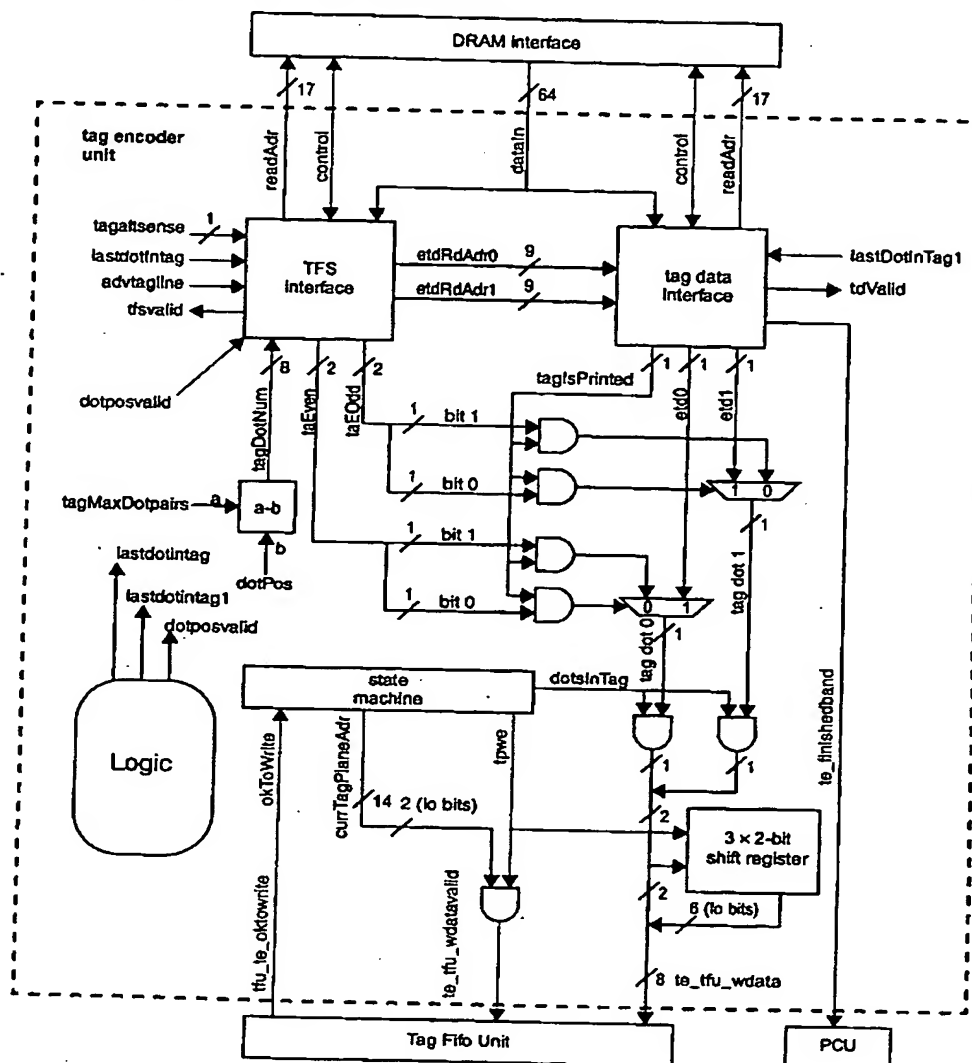 DRAM Interface
17
64
17
tag encoder
unit
readAdr
control
dataIn
control
readAdr
tagaltsense
1
lastdotintag
advtagline
tfsvalid
dotposvalid
TFS
Interface
etdRdAdr0
9
etdRdAdr1
9
tag data
Interface
lastDotInTag1
tdValid
8
2
2
1
1
1
tagIsPrinted
tagDotNum
taEven
taEOdd
etd0
etd1
1
bit 1
1
bit 0
1
bit 1
1
bit 0
1
0
0
1
1
1
tag dot 1
tag dot 0
tagMaxDotpairs
a
a-b
b
dotPos
lastdotintag
lastdotintag1
dotposvalid
Logic
state
machine
dotsInTag
okToWrite
currTagPlaneAdr
14
2 (lo bits)
tpwe
1
1
2
2
3 × 2-bit
shift register
6 (lo bits)
te_finishedband
tfu_te_oktowrite
te_tfu_wdatavalid
8
te_tfu_wdata
Tag Fifo Unit
PCU